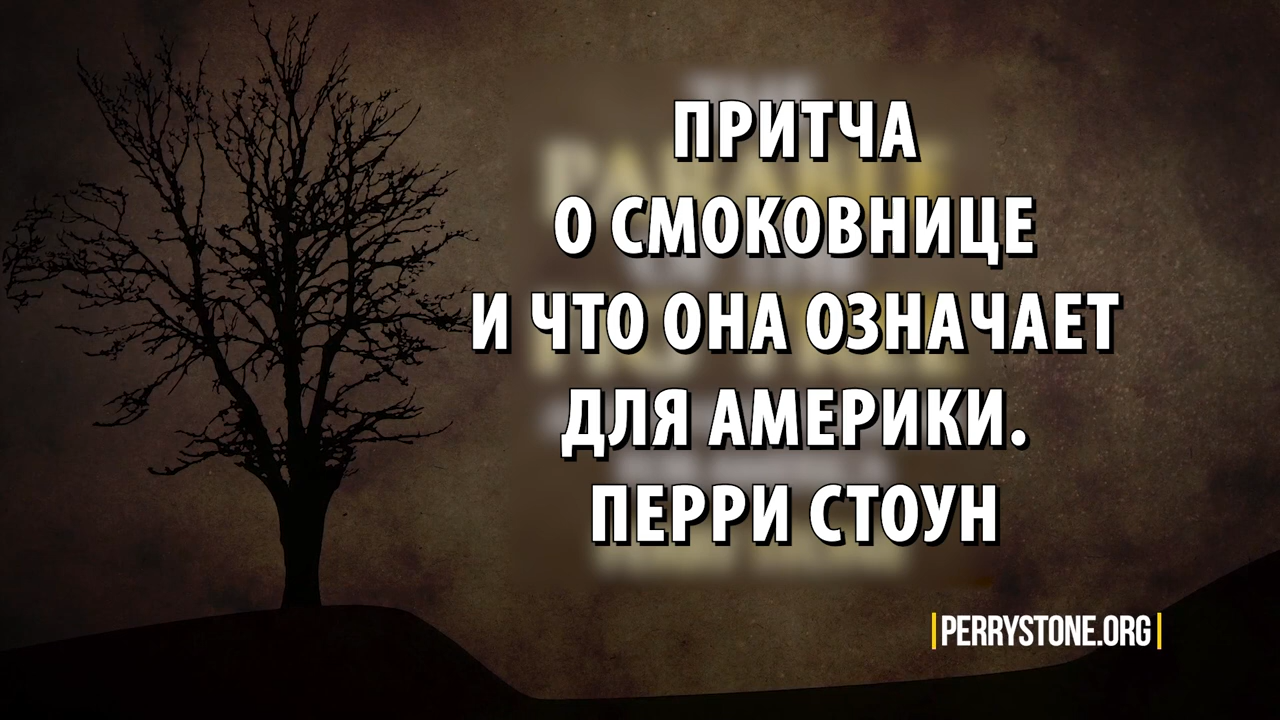 ПРИТЧА
О СМОКОВНИЦЕ
И ЧТО ОНА ОЗНАЧАЕТ
ДЛЯ АМЕРИКИ.
ПЕРРИ СТОУН
|PERRYSTONE.ORG|